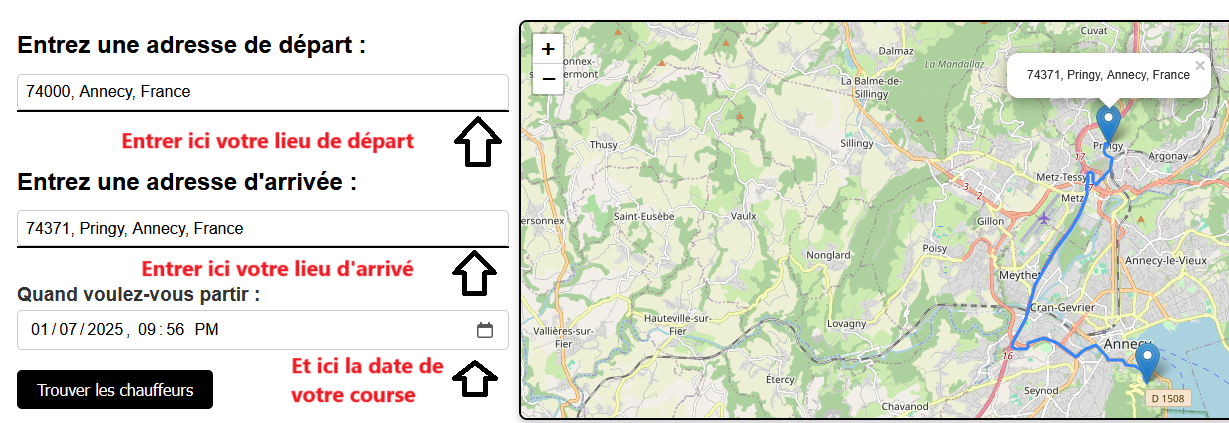 Entrez une adresse de départ :
74000, Annecy, France
Entrer ici votre lieu de départ
Entrez une adresse d'arrivée :
74371, Pringy, Annecy, France
Entrer ici votre lieu d'arrivé
Quand voulez-vous partir :
01/07/2025, 09:56 PM
Et ici la date de
votre course
Trouver les chauffeurs
+
−
74371, Pringy, Annecy, France
×
Cuvat
Dalmaz
La Mandallaz
La Balme-de-
Sillingy
Pringy
17
Argonay
Thusy
Sillingy
Metz-Tessy
17
3
2
Metz
Saint-Eusèbe
Vaulx
Gillon
Poisy
Nonglard
Annecy-le-Vieux
Meythet
Cran-Gevrier
Hauteville-sur-
Fier
Lovagny
Vallières-sur-
Fier
16
Annecy
Étercy
Seynod
D 1508
Chavanod